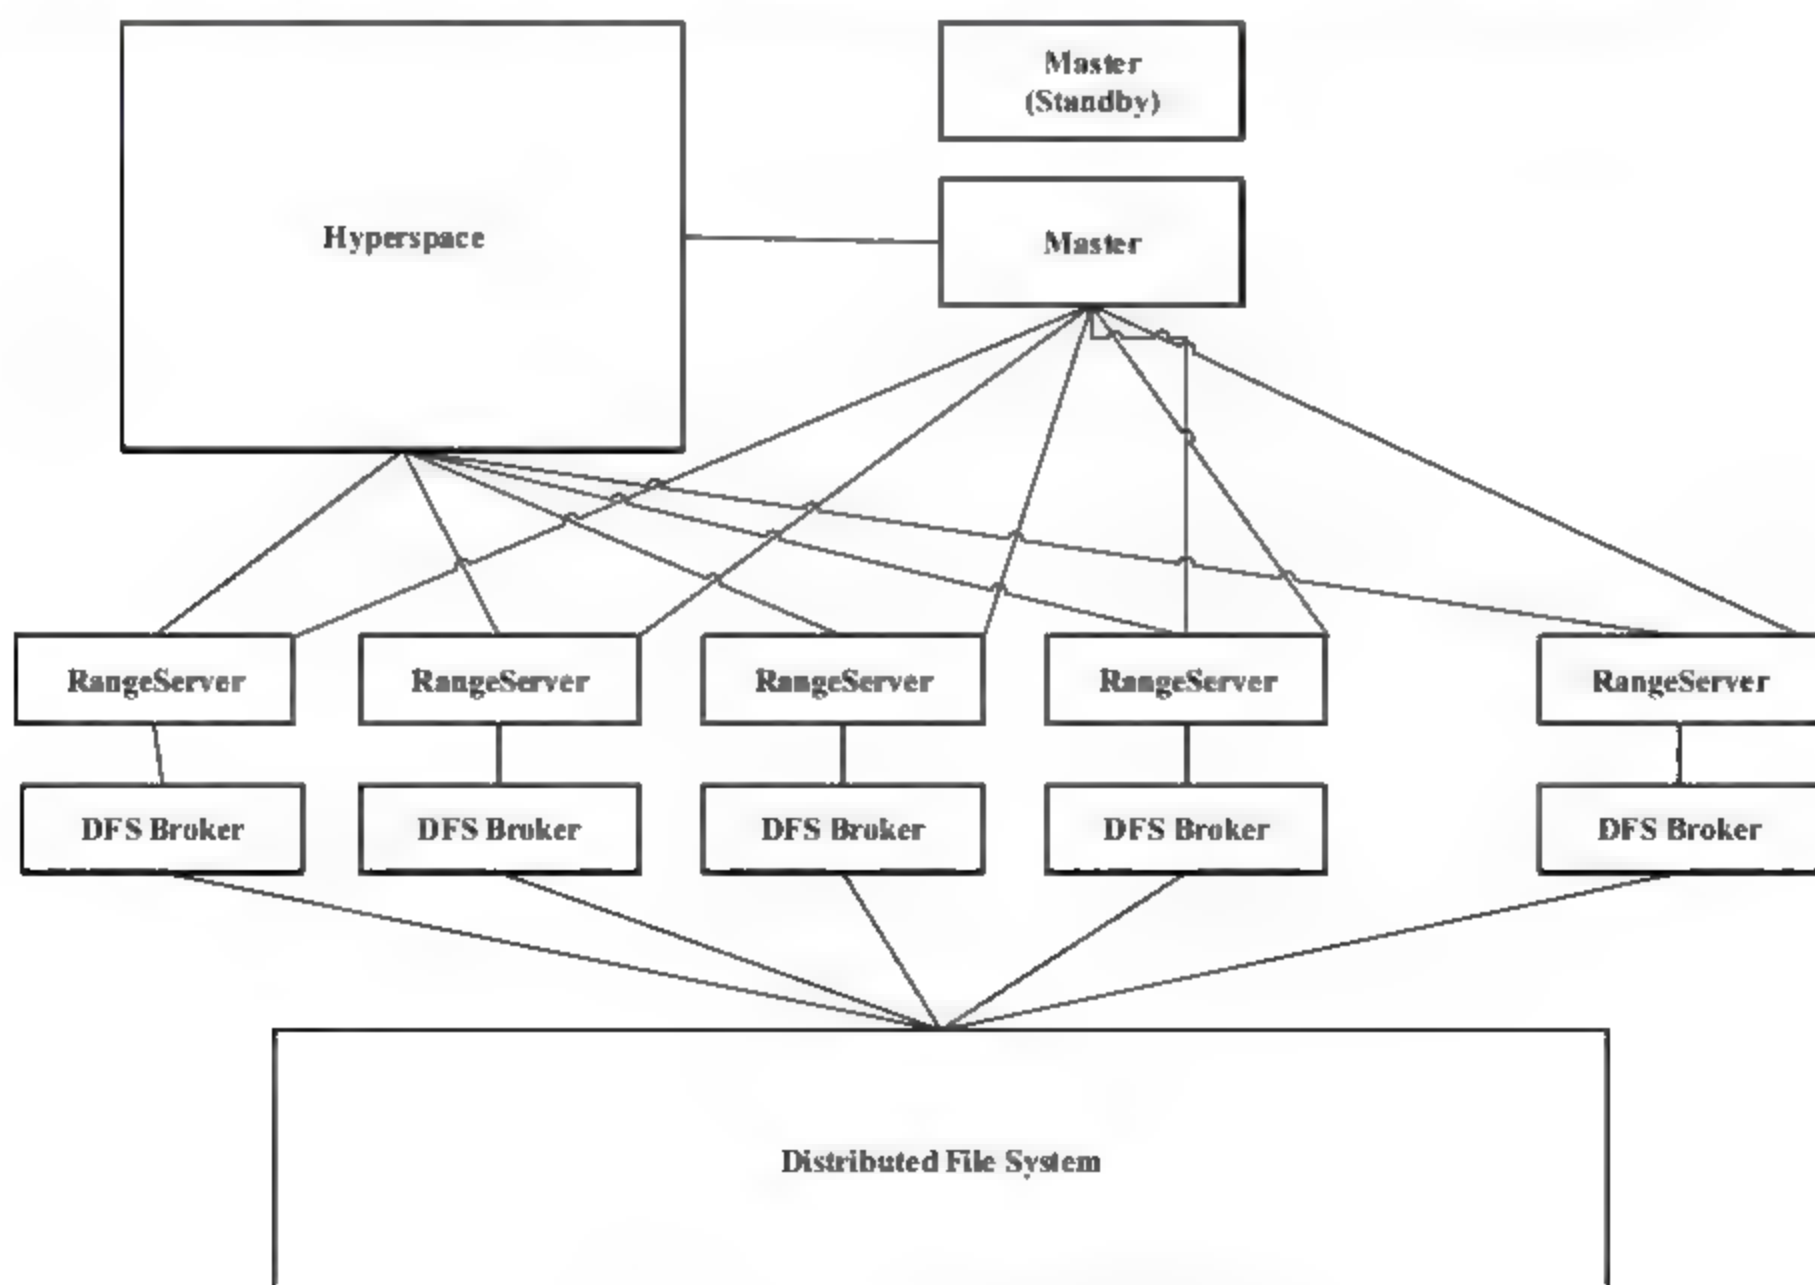 Master
(Standby)
Hyperspace
Master
RangeServer
RangeServer
RangeServer
RangeServer
RangeServer
DFS Broker
DFS Broker
DFS Broker
DFS Broker
DFS Broker
Distributed File System